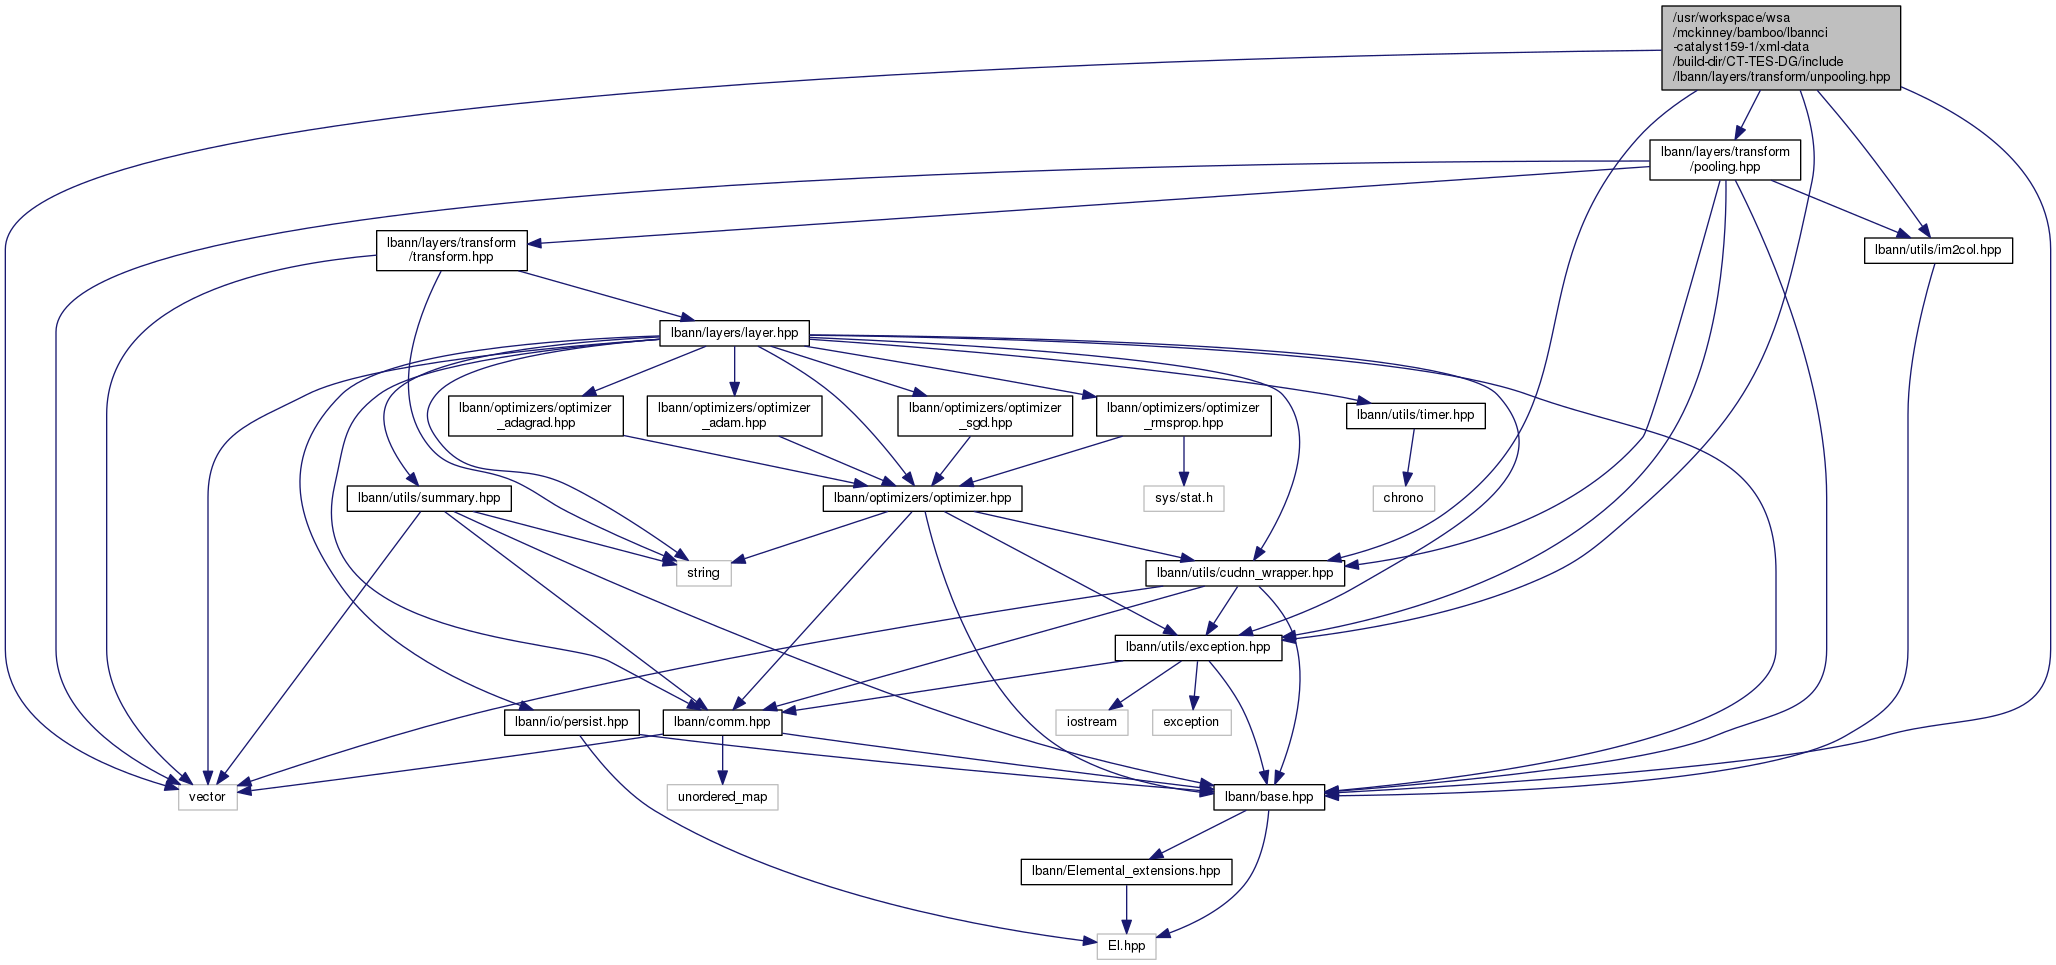 /usr/workspace/wsa
/mckinney/bamboo/lbannci
-catalyst159-1/xml-data
/build-dir/CT-TES-DG/include
/lbann/layers/transform/unpooling.hpp
lbann/layers/transform
/pooling.hpp
lbann/layers/transform
/transform.hpp
lbann/utils/im2col.hpp
lbann/layers/layer.hpp
lbann/optimizers/optimizer
_adagrad.hpp
lbann/optimizers/optimizer
_adam.hpp
lbann/optimizers/optimizer
_sgd.hpp
lbann/optimizers/optimizer
_rmsprop.hpp
lbann/utils/timer.hpp
lbann/utils/summary.hpp
lbann/optimizers/optimizer.hpp
sys/stat.h
chrono
string
lbann/utils/cudnn_wrapper.hpp
lbann/utils/exception.hpp
lbann/io/persist.hpp
lbann/comm.hpp
iostream
exception
vector
unordered_map
lbann/base.hpp
lbann/Elemental_extensions.hpp
El.hpp